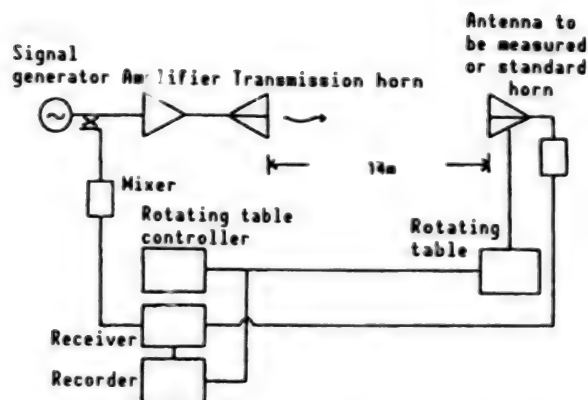 Antenna to
be measured
or standard
horn
Signal
generator Amplifier Transmission horn
14m
Mixer
Rotating table
controller
Rotating
table
Receiver
Recorder